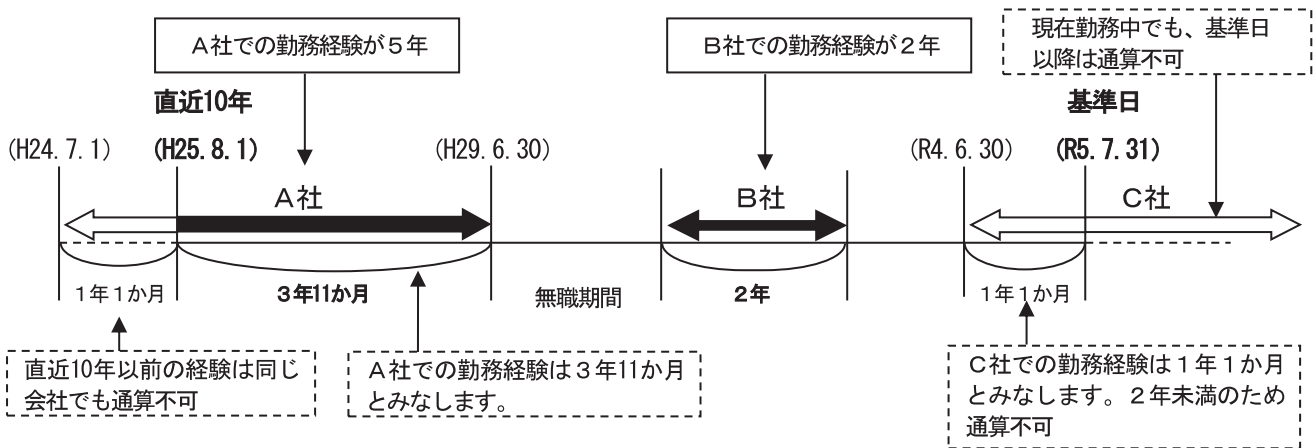 A社での勤務経験が５年
B社での勤務経験が２年
現在勤務中でも、基準日
以降は通算不可
直近10年
基準日
(H24. 7. 1)
(H25. 8. 1)
(H29. 6. 30)
(R4. 6. 30)
(R5. 7. 31)
A社
B社
C社
１年１か月
３年11か月
無職期間
２年
１年１か月
直近10年以前の経験は同じ
会社でも通算不可
A社での勤務経験は３年11か月
とみなします。
C社での勤務経験は１年１か月
とみなします。２年未満のため
通算不可